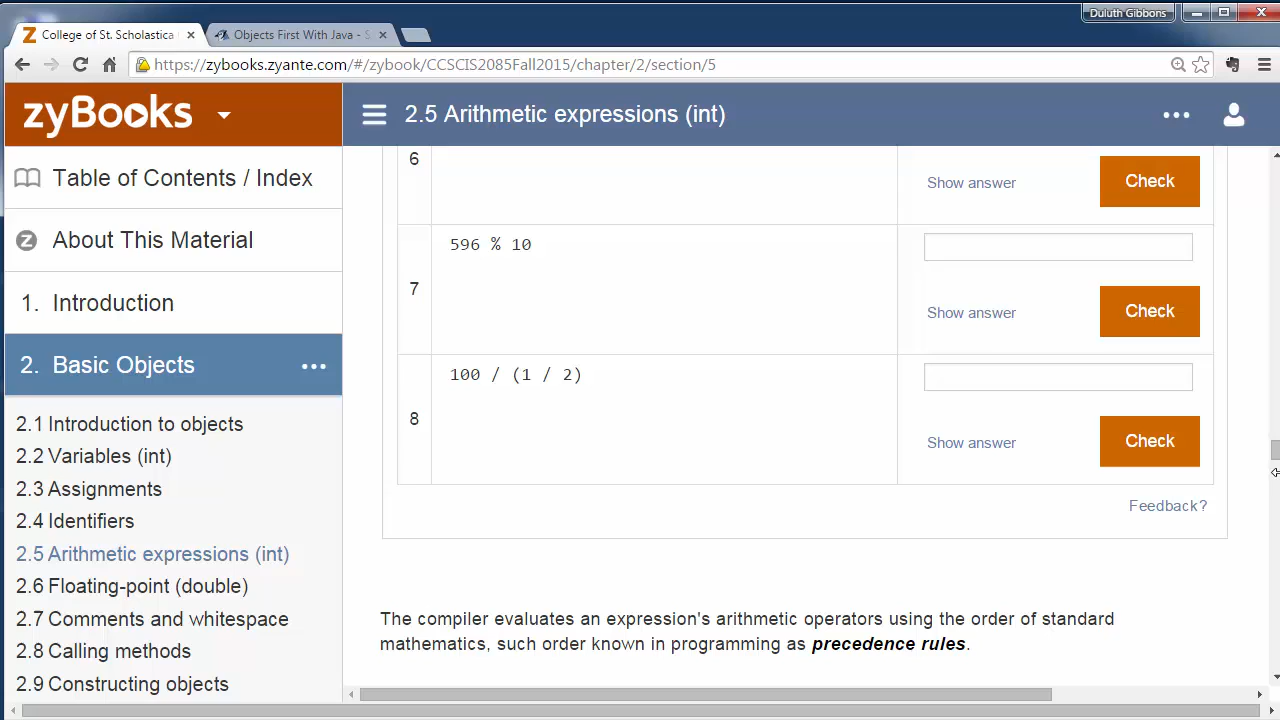 Duluth Gibbons
College of St. Scholastica
Objects First With Java - S
https://zybooks.zyante.com/#/zybook/CCSCIS2085Fall2015/chapter/2/section/5
zyBooks
2.5 Arithmetic expressions (int)
Table of Contents / Index
About This Material
1. Introduction
2. Basic Objects
2.1 Introduction to objects
2.2 Variables (int)
2.3 Assignments
2.4 Identifiers
2.5 Arithmetic expressions (int)
2.6 Floating-point (double)
2.7 Comments and whitespace
2.8 Calling methods
2.9 Constructing objects
6
Show answer
Check
596 % 10
7
Show answer
Check
100 / (1 / 2)
8
Show answer
Check
Feedback?
The compiler evaluates an expression's arithmetic operators using the order of standard
mathematics, such order known in programming as precedence rules.